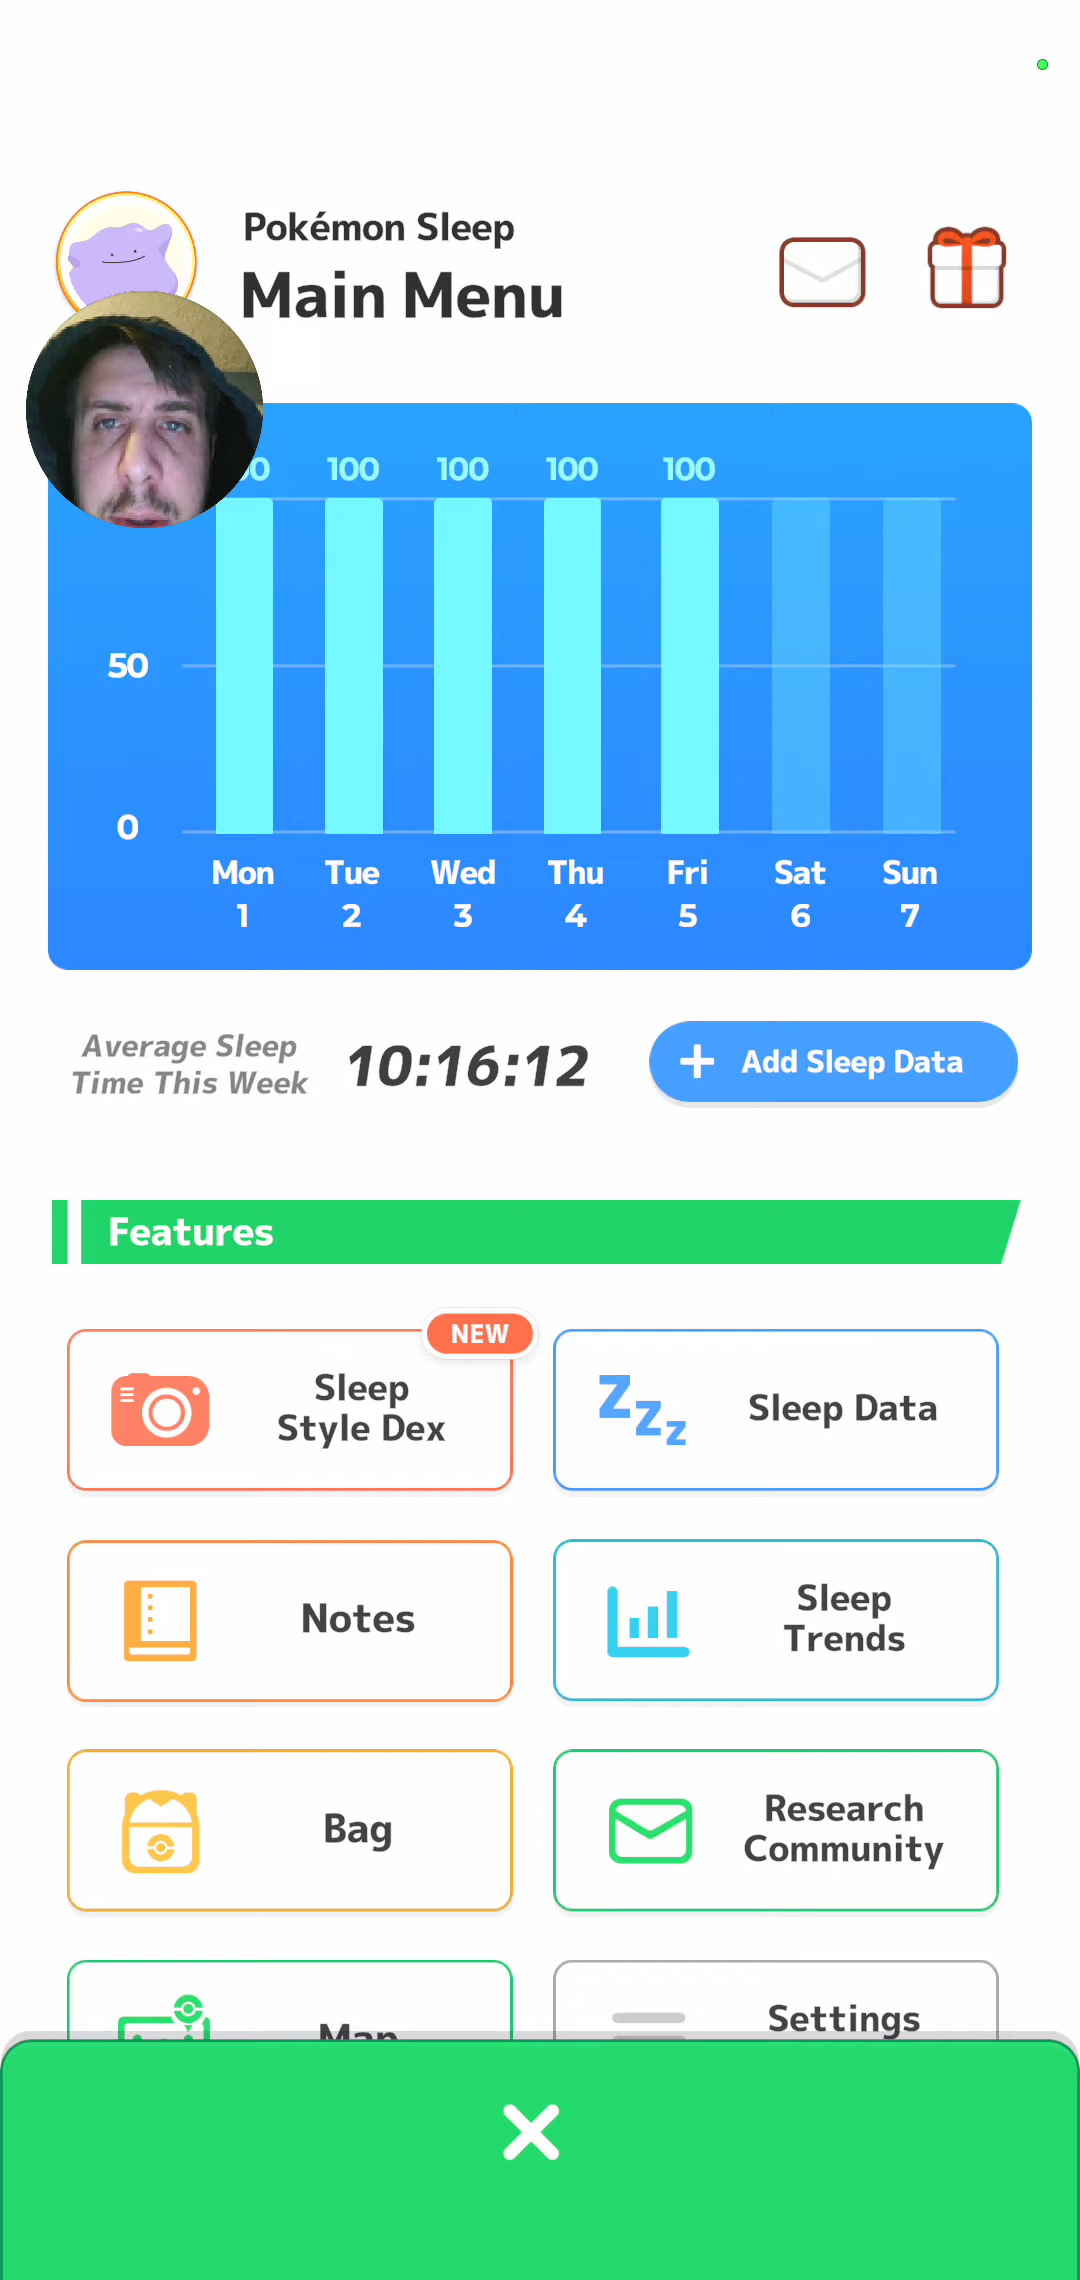 Pokémon Sleep
Main Menu
100 100 100 100
50
0
Mon Tue Wed Thu Fri Sat Sun
1 2 3 4 5 6 7
Average Sleep
Time This Week
10:16:12
Add Sleep Data
Features
NEW
Sleep
Style Dex
Zzz
Sleep Data
Notes
Sleep
Trends
Bag
Research
Community
Map
Settings